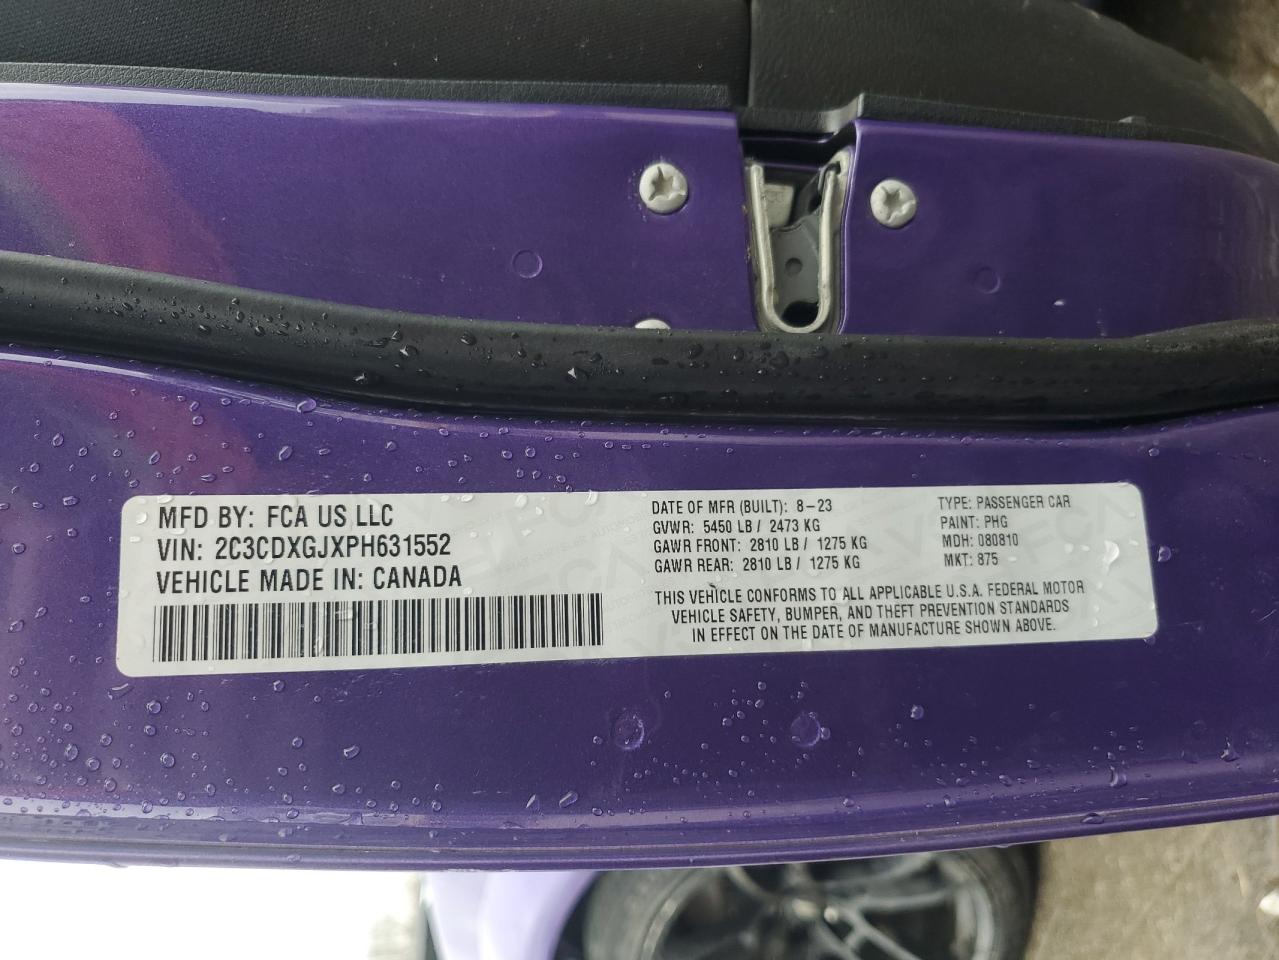 MFD BY: FCA US LLC
VIN: 2C3CDXGJXPH631552
VEHICLE MADE IN: CANADA
DATE OF MFR (BUILT): 8-23
GVWR: 5450 LB / 2473 KG
GAWR FRONT: 2810 LB / 1275 KG
GAWR REAR: 2810 LB / 1275 KG
TYPE: PASSENGER CAR
PAINT: PHG
MDH: 080810
MKT: 875
THIS VEHICLE CONFORMS TO ALL APPLICABLE U.S.A. FEDERAL MOTOR
VEHICLE SAFETY, BUMPER, AND THEFT PREVENTION STANDARDS
IN EFFECT ON THE DATE OF MANUFACTURE SHOWN ABOVE.